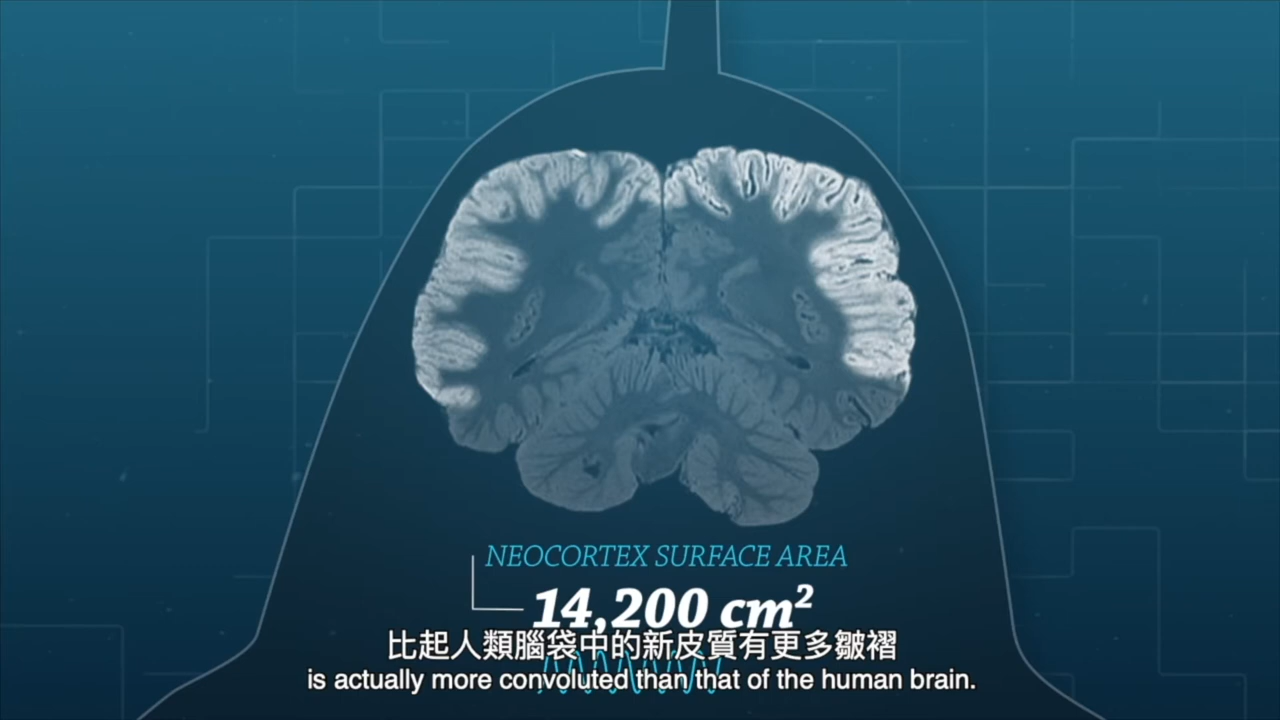 NEOCORTEX SURFACE AREA
14,200 cm²
比起人類腦袋中的新皮質有更多皺褶
is actually more convoluted than that of the human brain.